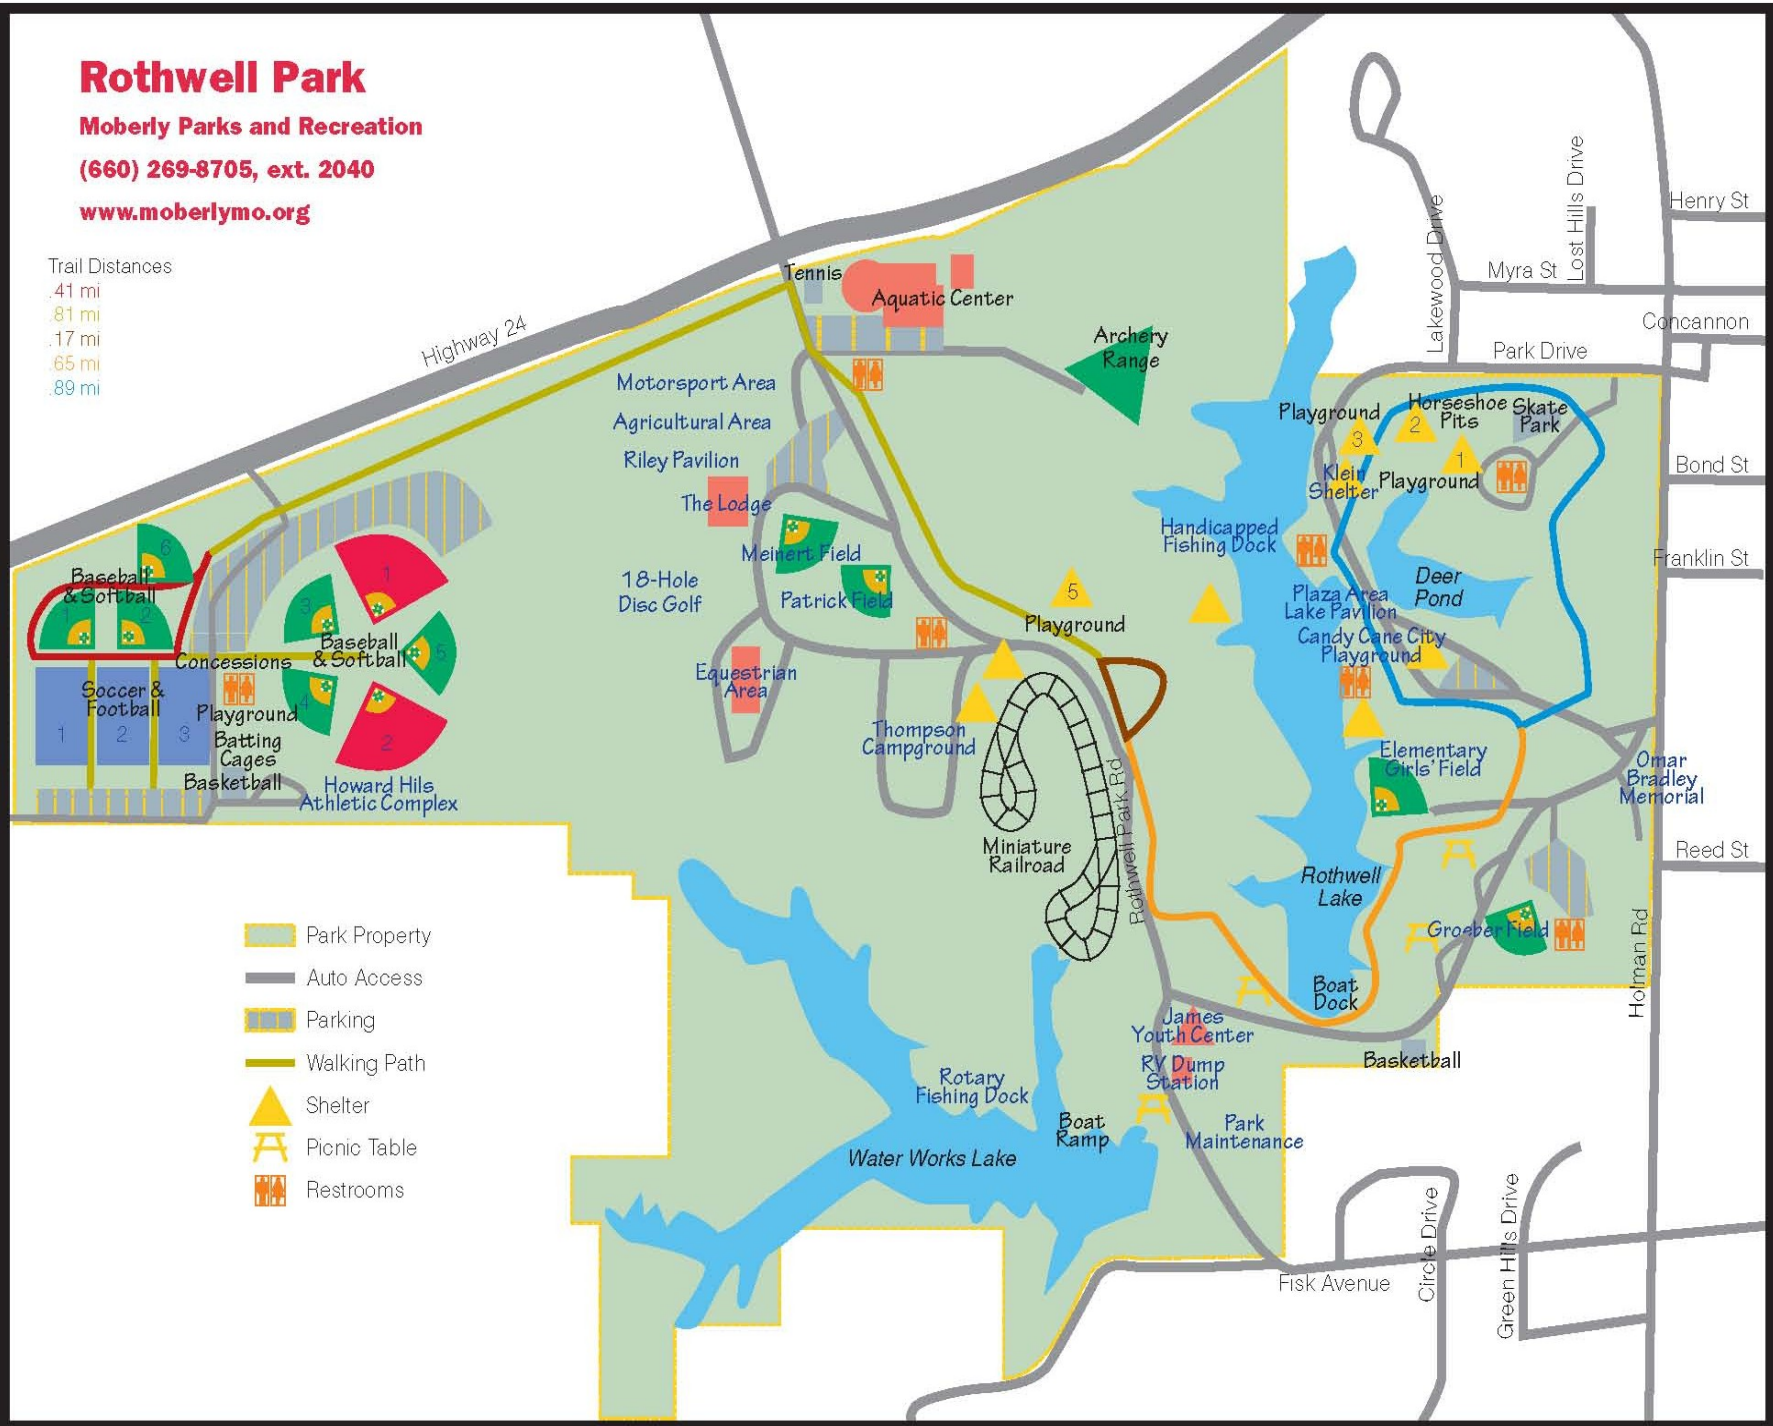 Rothwell Park
Moberly Parks and Recreation
(660) 269-8705, ext. 2040
www.moberlymo.org
Trail Distances
.41 mi
.81 mi
.17 mi
.65 mi
.89 mi
Highway 24
Tennis
Aquatic Center
Archery
Range
Motorsport Area
Agricultural Area
Riley Pavilion
The Lodge
Meinert Field
18-Hole
Disc Golf
Patrick Field
Equestrian
Area
Thompson
Campground
5
Playground
Miniature
Railroad
Rothwell Park Rd
6
Baseball
& Softball
1
2
Concessions
Soccer &
Football
1
2
3
Playground
Batting
Cages
Basketball
1
3
Baseball
& Softball
5
4
2
Howard Hils
Athletic Complex
Lakewood Drive
Lost Hills Drive
Henry St
Myra St
Concannon
Park Drive
Bond St
Franklin St
Reed St
Holman Rd
Playground
3
2
Horseshoe
Pits
Skate
Park
1
Klein
Shelter
Playground
Handicapped
Fishing Dock
Deer
Pond
Plaza Area
Lake Pavilion
Candy Cane City
Playground
Elementary
Girls' Field
Omar
Bradley
Memorial
Rothwell
Lake
Groeber Field
Boat
Dock
James
Youth Center
RV Dump
Station
Basketball
Park
Maintenance
Rotary
Fishing Dock
Boat
Ramp
Water Works Lake
Fisk Avenue
Circle Drive
Green Hills Drive
Park Property
Auto Access
Parking
Walking Path
Shelter
Picnic Table
Restrooms